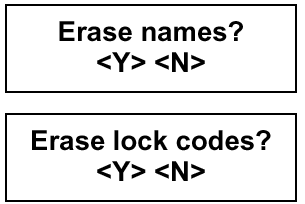 Erase names?
<Y> <N>
Erase lock codes?
<Y> <N>